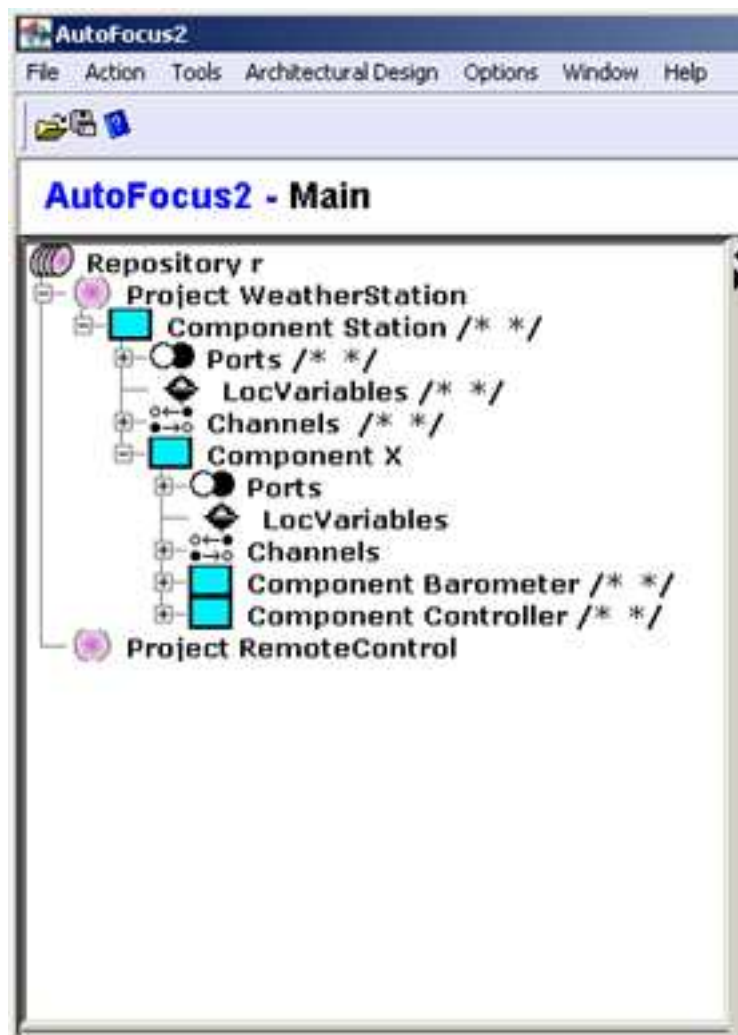 AutoFocus2
File Action Tools Architectural Design Options Window Help
AutoFocus2 - Main
Repository r
Project WeatherStation
Component Station /* */
Ports /* */
LocVariables /* */
Channels /* */
Component X
Ports
LocVariables
Channels
Component Barometer /* */
Component Controller /* */
Project RemoteControl